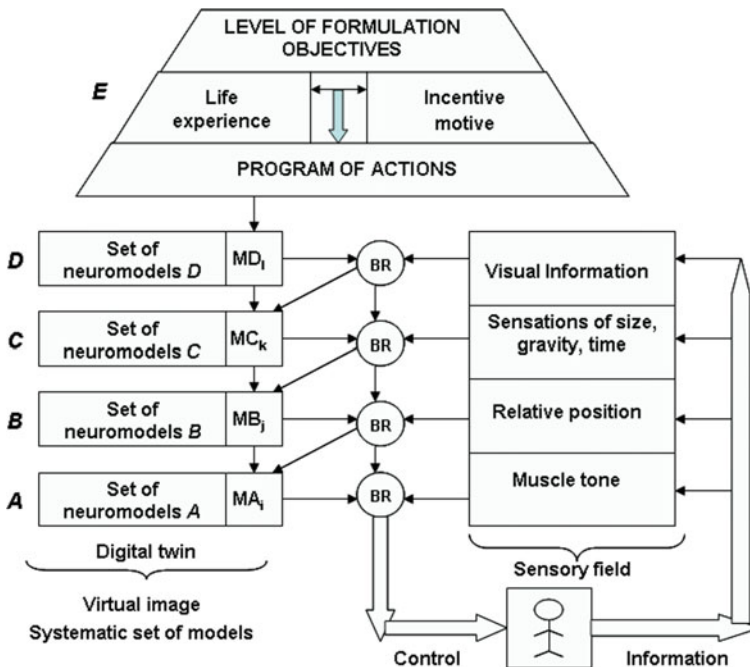 LEVEL OF FORMULATION
OBJECTIVES
E
Life
experience
Incentive
motive
PROGRAM OF ACTIONS
D
Set of
neuromodels D
MDl
BR
Visual Information
C
Set of
neuromodels C
MCk
BR
Sensations of size,
gravity, time
B
Set of
neuromodels B
MBj
BR
Relative position
A
Set of
neuromodels A
MAi
BR
Muscle tone
Digital twin
Sensory field
Virtual image
Systematic set of models
Control
Information